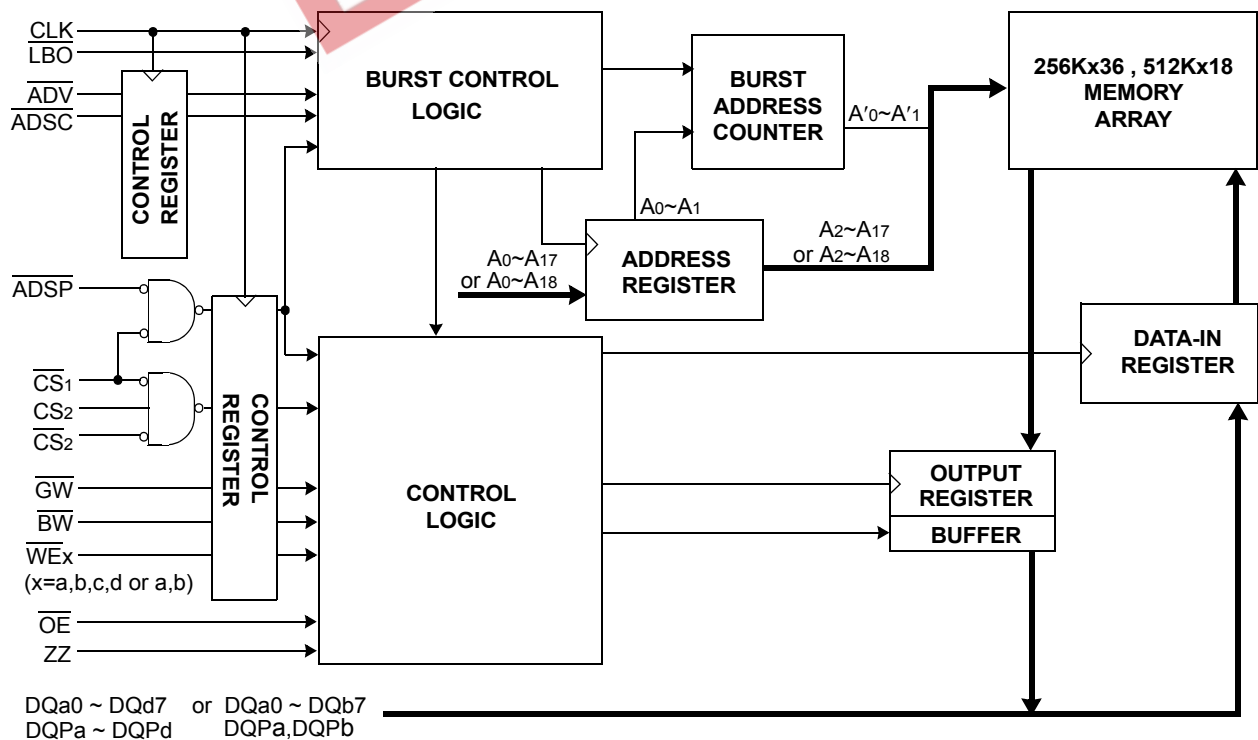 CLK
LBO
ADV
ADSC
CONTROL
REGISTER
BURST CONTROL
LOGIC
BURST
ADDRESS
COUNTER
A′0~A′1
256Kx36 , 512Kx18
MEMORY
ARRAY
A0~A1
A0~A17
or A0~A18
ADDRESS
REGISTER
A2~A17
or A2~A18
ADSP
CS1
CS2
CS2
CONTROL
REGISTER
DATA-IN
REGISTER
GW
BW
WEx
(x=a,b,c,d or a,b)
OE
ZZ
CONTROL
LOGIC
OUTPUT
REGISTER
BUFFER
DQa0 ~ DQd7 or DQa0 ~ DQb7
DQPa ~ DQPd DQPa,DQPb